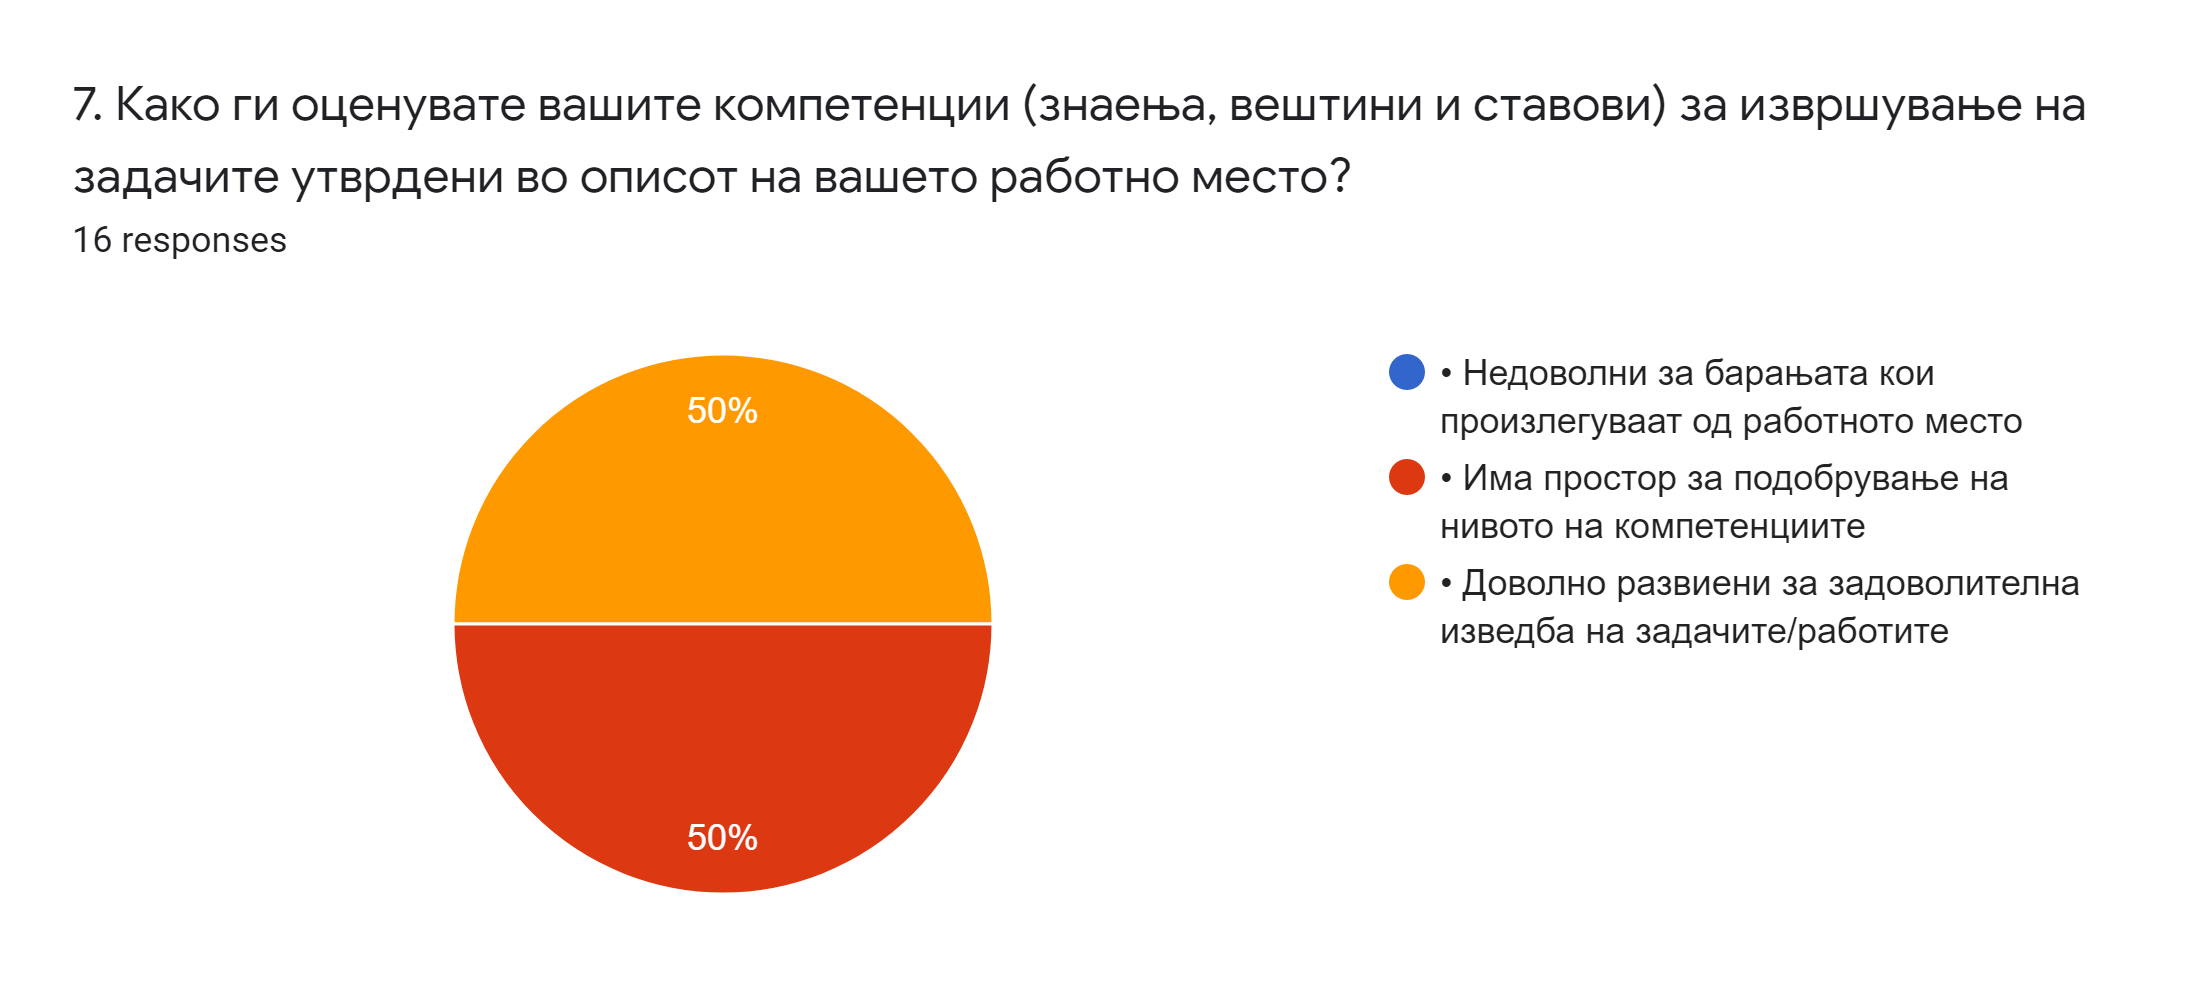 7. Како ги оценувате вашите компетенции (знаења, вештини и ставови) за извршување на
задачите утврдени во описот на вашето работно место?
16 responses
50%
50%
• Недоволни за барањата кои
произлегуваат од работното место
• Има простор за подобрување на
нивото на компетенциите
• Доволно развиени за задоволителна
изведба на задачите/работите